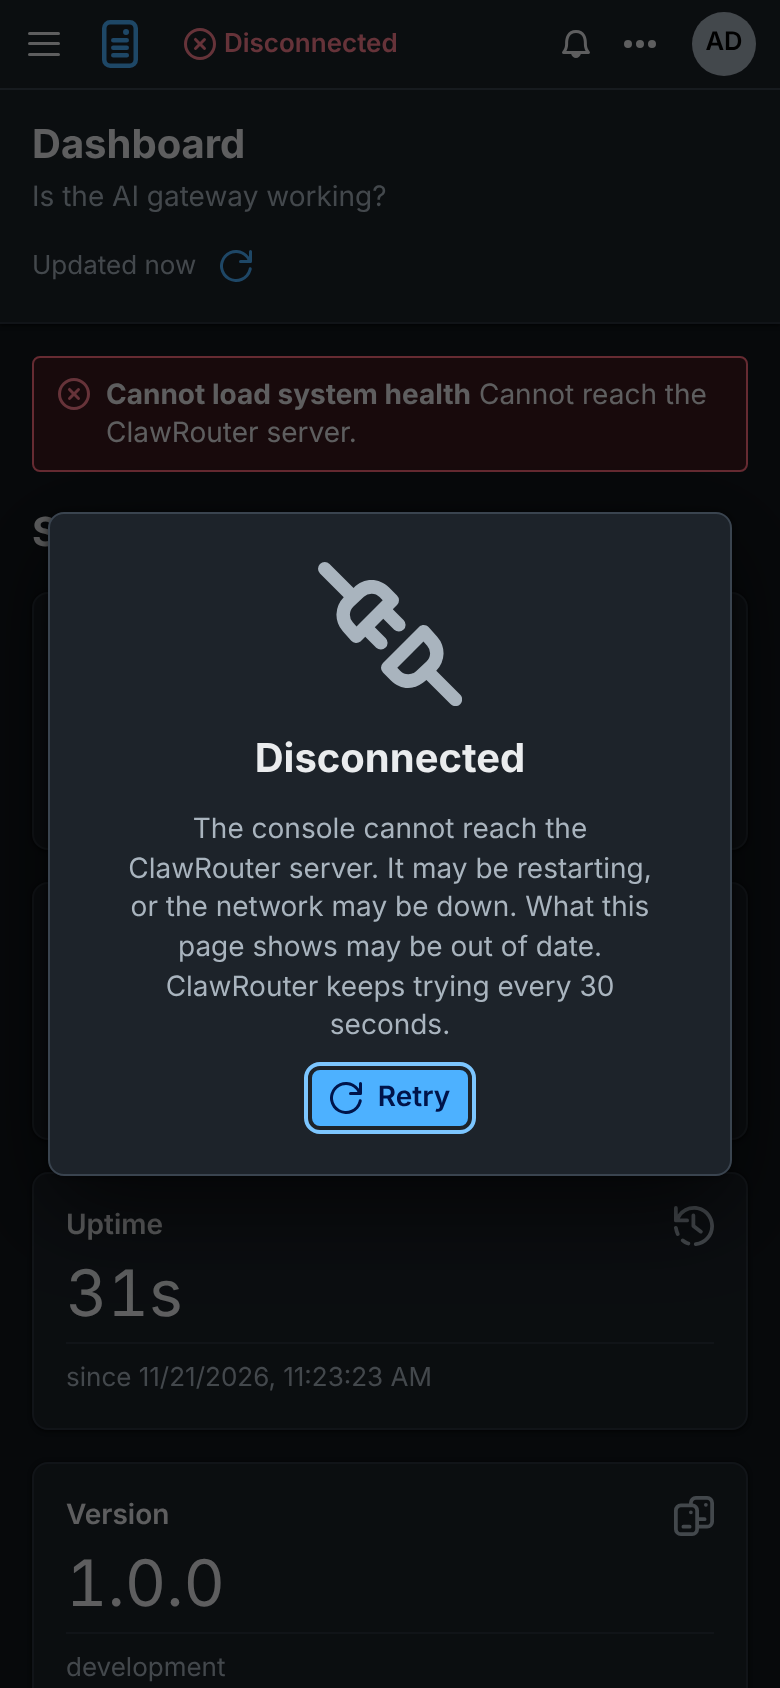 Disconnected
AD
Dashboard
Is the AI gateway working?
Updated now
Cannot load system health Cannot reach the
ClawRouter server.
S
Disconnected
The console cannot reach the
ClawRouter server. It may be restarting,
or the network may be down. What this
page shows may be out of date.
ClawRouter keeps trying every 30
seconds.
Retry
Uptime
31s
since 11/21/2026, 11:23:23 AM
Version
1.0.0
development